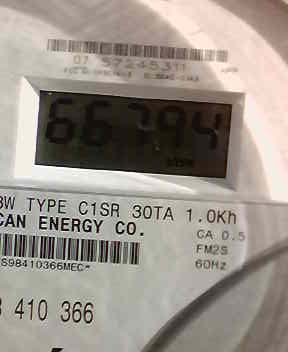 07 57245311
66794
3W TYPE C1SR 30TA 1.0Kh
CAN ENERGY CO.
CA 0.5
FM2S
60Hz
S98410366MEC*
410 366